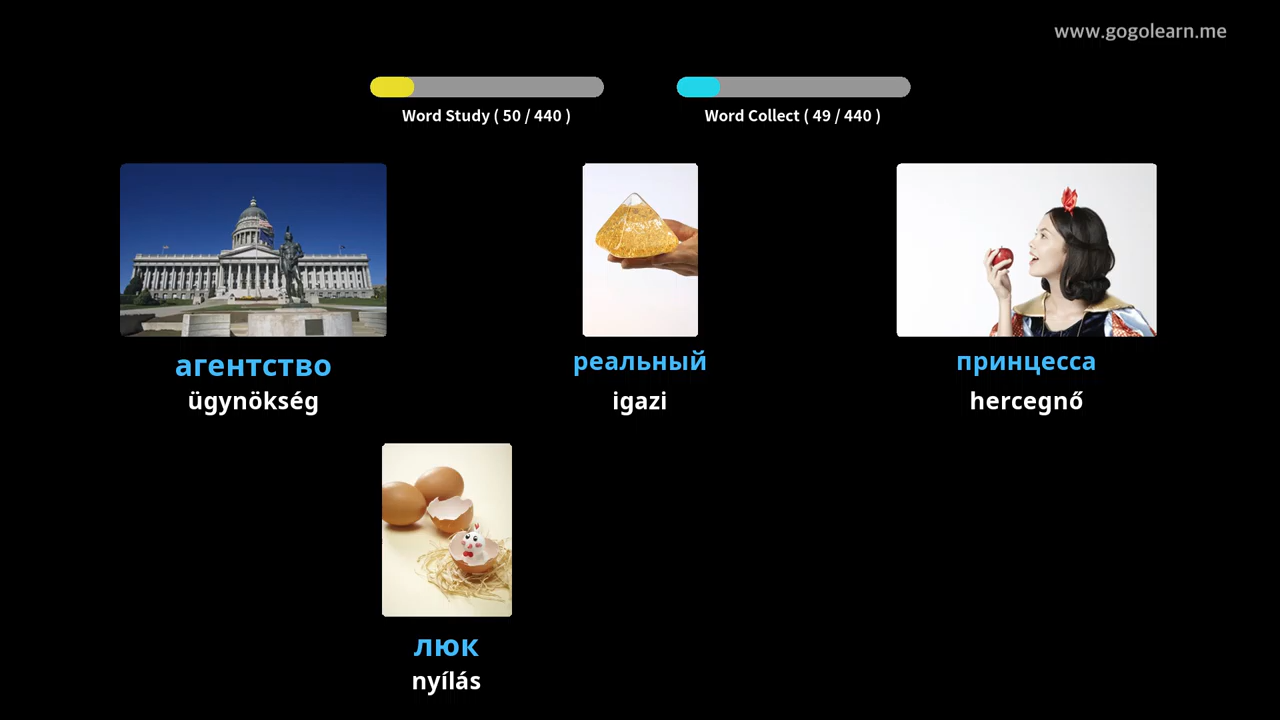 www.gogolearn.me
Word Study ( 50 / 440 )
Word Collect ( 49 / 440 )
агентство
ügynökség
реальный
igazi
принцесса
hercegnő
люк
nyílás